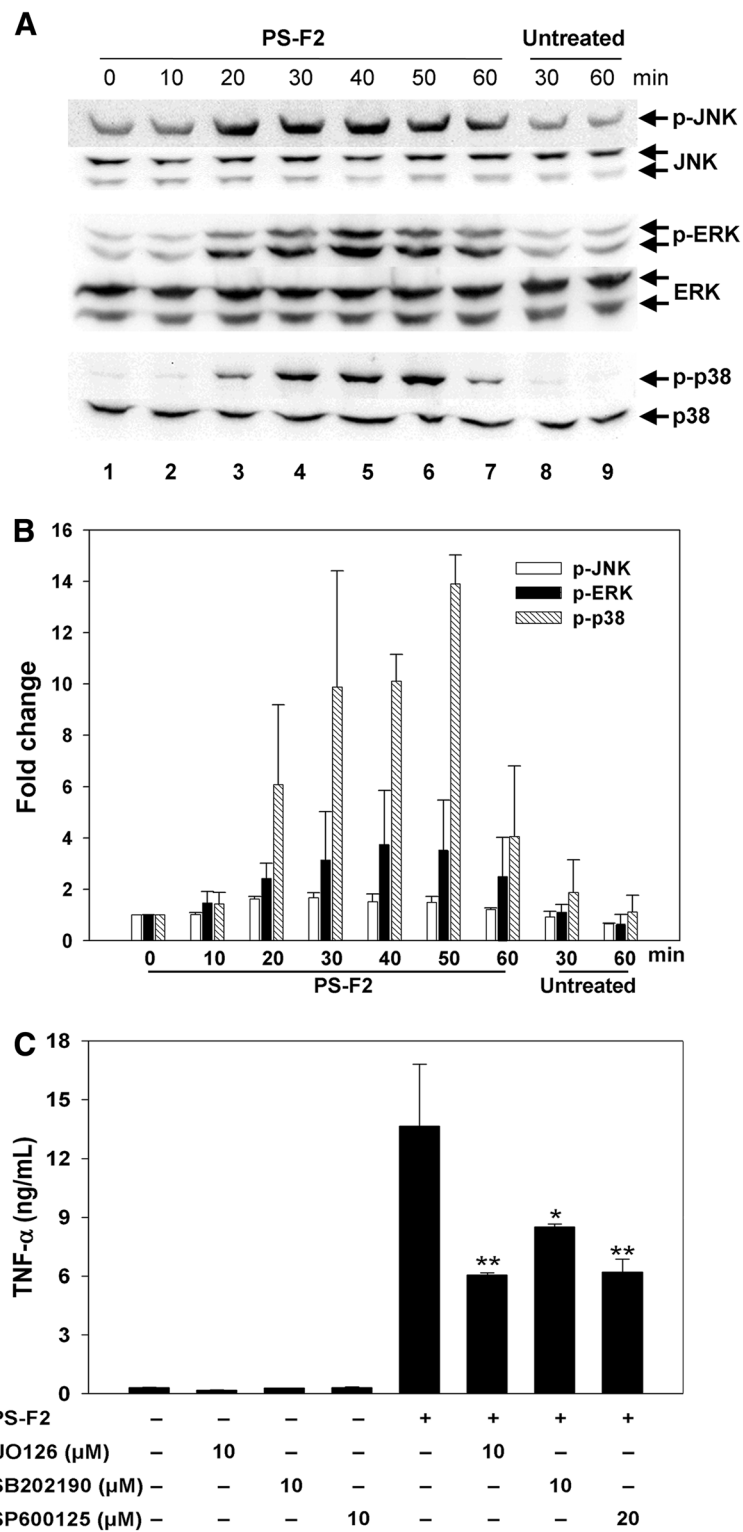 A
PS-F2 Untreated
0 10 20 30 40 50 60 30 60 min
p-JNK
JNK
p-ERK
ERK
p-p38
p38
1 2 3 4 5 6 7 8 9
B
16
14
12
10
8
6
4
2
0
Fold change
p-JNK
p-ERK
p-p38
0 10 20 30 40 50 60 30 60 min
PS-F2 Untreated
C
18
15
12
9
6
3
0
TNF-α (ng/mL)
** * **
PS-F2 – – – – + + + +
UO126 (µM) – 10 – – – 10 – –
SB202190 (µM) – – 10 – – – 10 –
SP600125 (µM) – – – 10 – – – 20